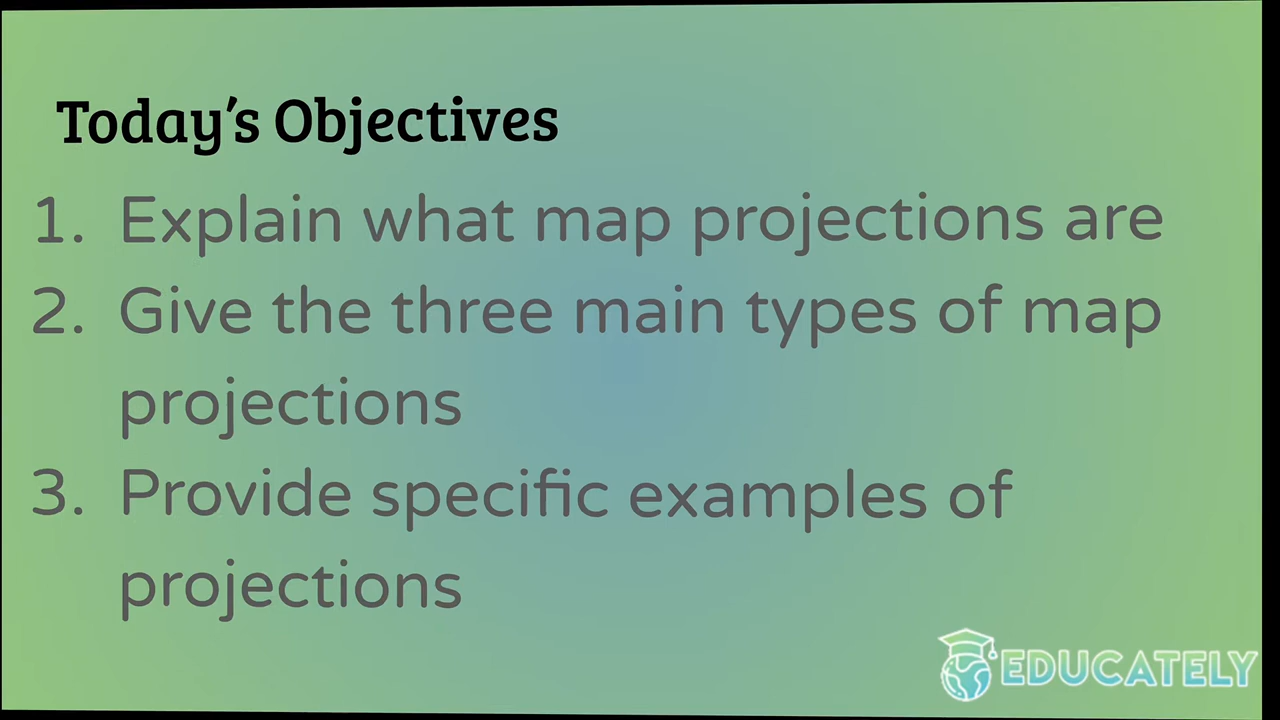 Today's Objectives
1. Explain what map projections are
2. Give the three main types of map
projections
3. Provide specific examples of
projections
EDUCATELY